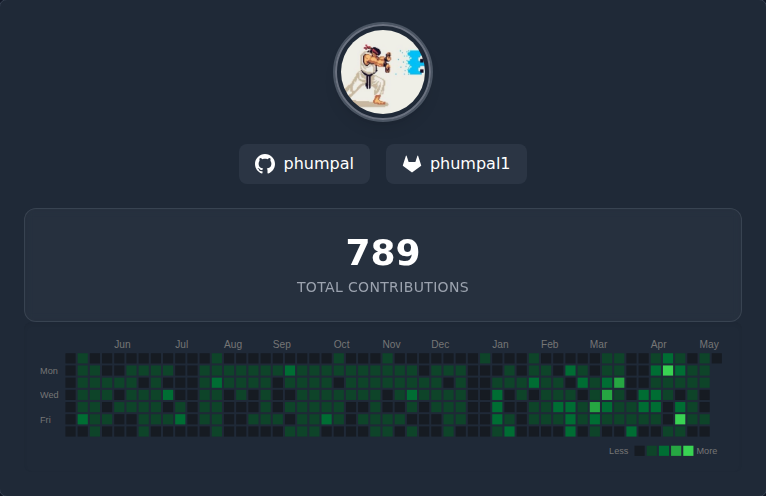 phumpal phumpal1
789
TOTAL CONTRIBUTIONS
Jun Jul Aug Sep Oct Nov Dec Jan Feb Mar Apr May
Mon
Wed
Fri
Less More